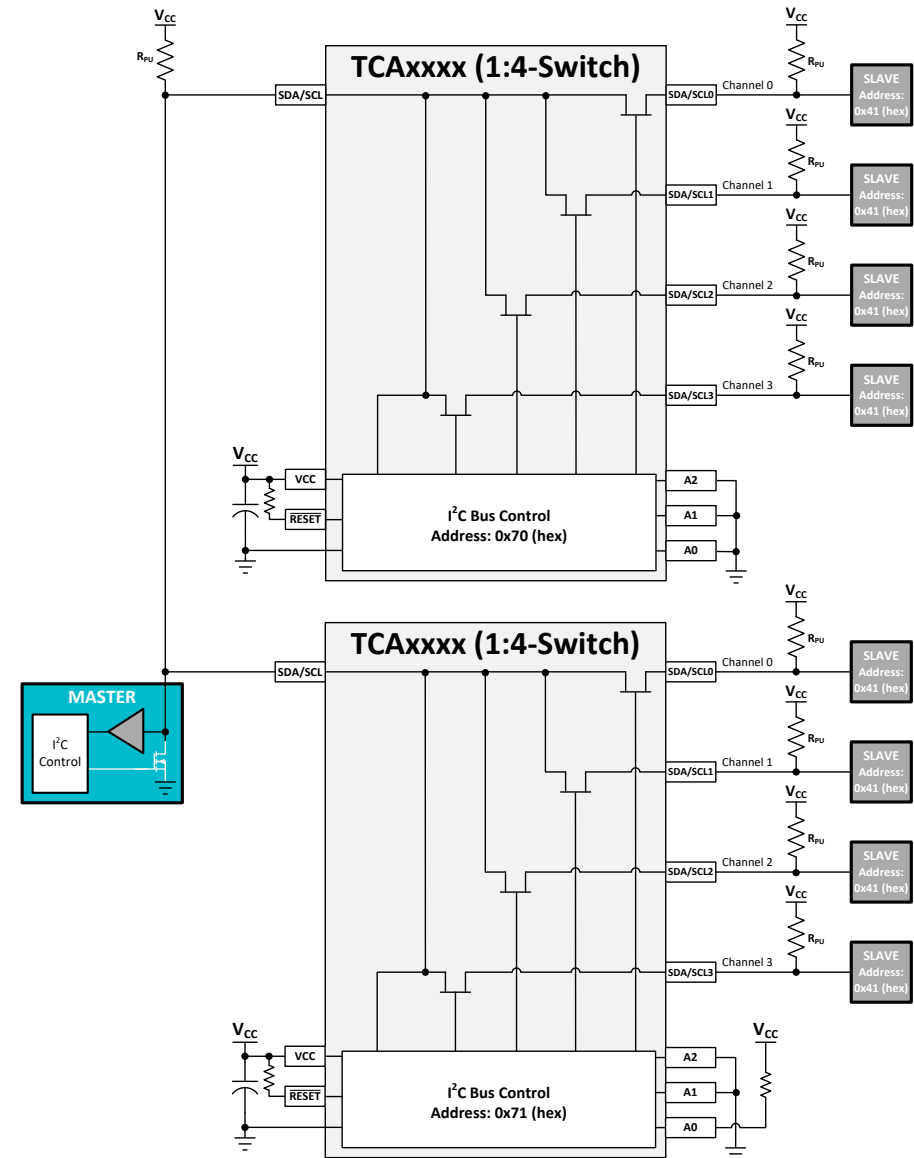 VCC
RPU
TCAxxxx (1:4-Switch)
SDA/SCL
SDA/SCL0
Channel 0
VCC
RPU
SLAVE
Address:
0x41 (hex)
SDA/SCL1
Channel 1
VCC
RPU
SLAVE
Address:
0x41 (hex)
SDA/SCL2
Channel 2
VCC
RPU
SLAVE
Address:
0x41 (hex)
SDA/SCL3
Channel 3
VCC
RPU
SLAVE
Address:
0x41 (hex)
VCC
VCC
RESET
I2C Bus Control
Address: 0x70 (hex)
A2
A1
A0
TCAxxxx (1:4-Switch)
SDA/SCL
SDA/SCL0
Channel 0
VCC
RPU
SLAVE
Address:
0x41 (hex)
MASTER
I2C
Control
SDA/SCL1
Channel 1
VCC
RPU
SLAVE
Address:
0x41 (hex)
SDA/SCL2
Channel 2
VCC
RPU
SLAVE
Address:
0x41 (hex)
SDA/SCL3
Channel 3
VCC
RPU
SLAVE
Address:
0x41 (hex)
VCC
VCC
RESET
I2C Bus Control
Address: 0x71 (hex)
A2
A1
A0
VCC